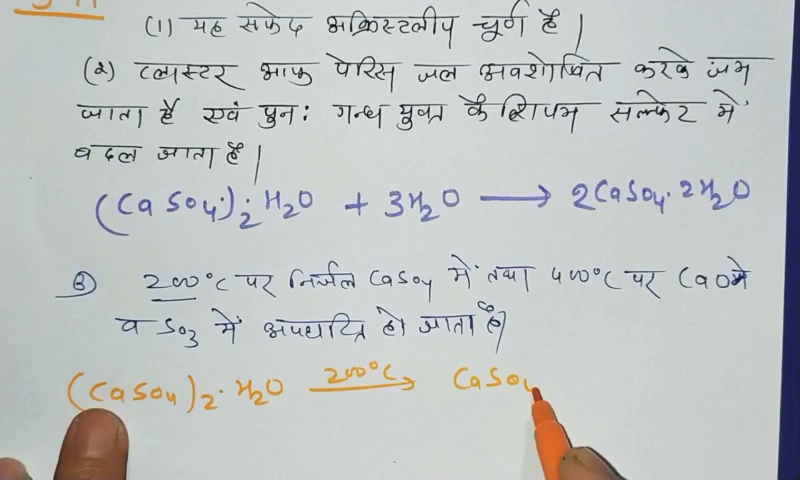 (1) यह सफेद अक्रिस्टलीय चूर्ण है।
(2) प्लास्टर आफ पेरिस जल अवशोषित करके जम
जाता है एवं पुनः गन्ध युक्त कैल्शियम सल्फेट में
बदल जाता है।
(CaSO4)2·H2O + 3H2O ⟶ 2CaSO4·2H2O
③ 200°C पर निर्जल CaSO4 में तथा 400°C पर CaO में
व SO3 में अपघटित हो जाता है।
(CaSO4)2·H2O 200°C ⟶ CaSO4